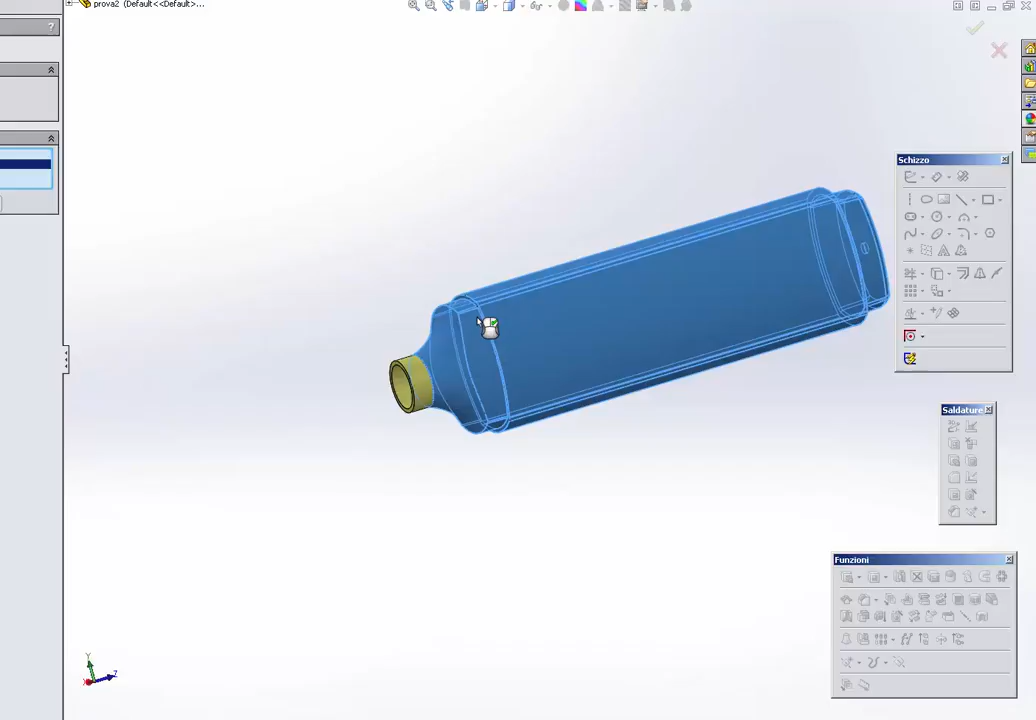 prova2 (Default<<Default>...
?
Schizzo
Saldature
Funzioni
Y
Z